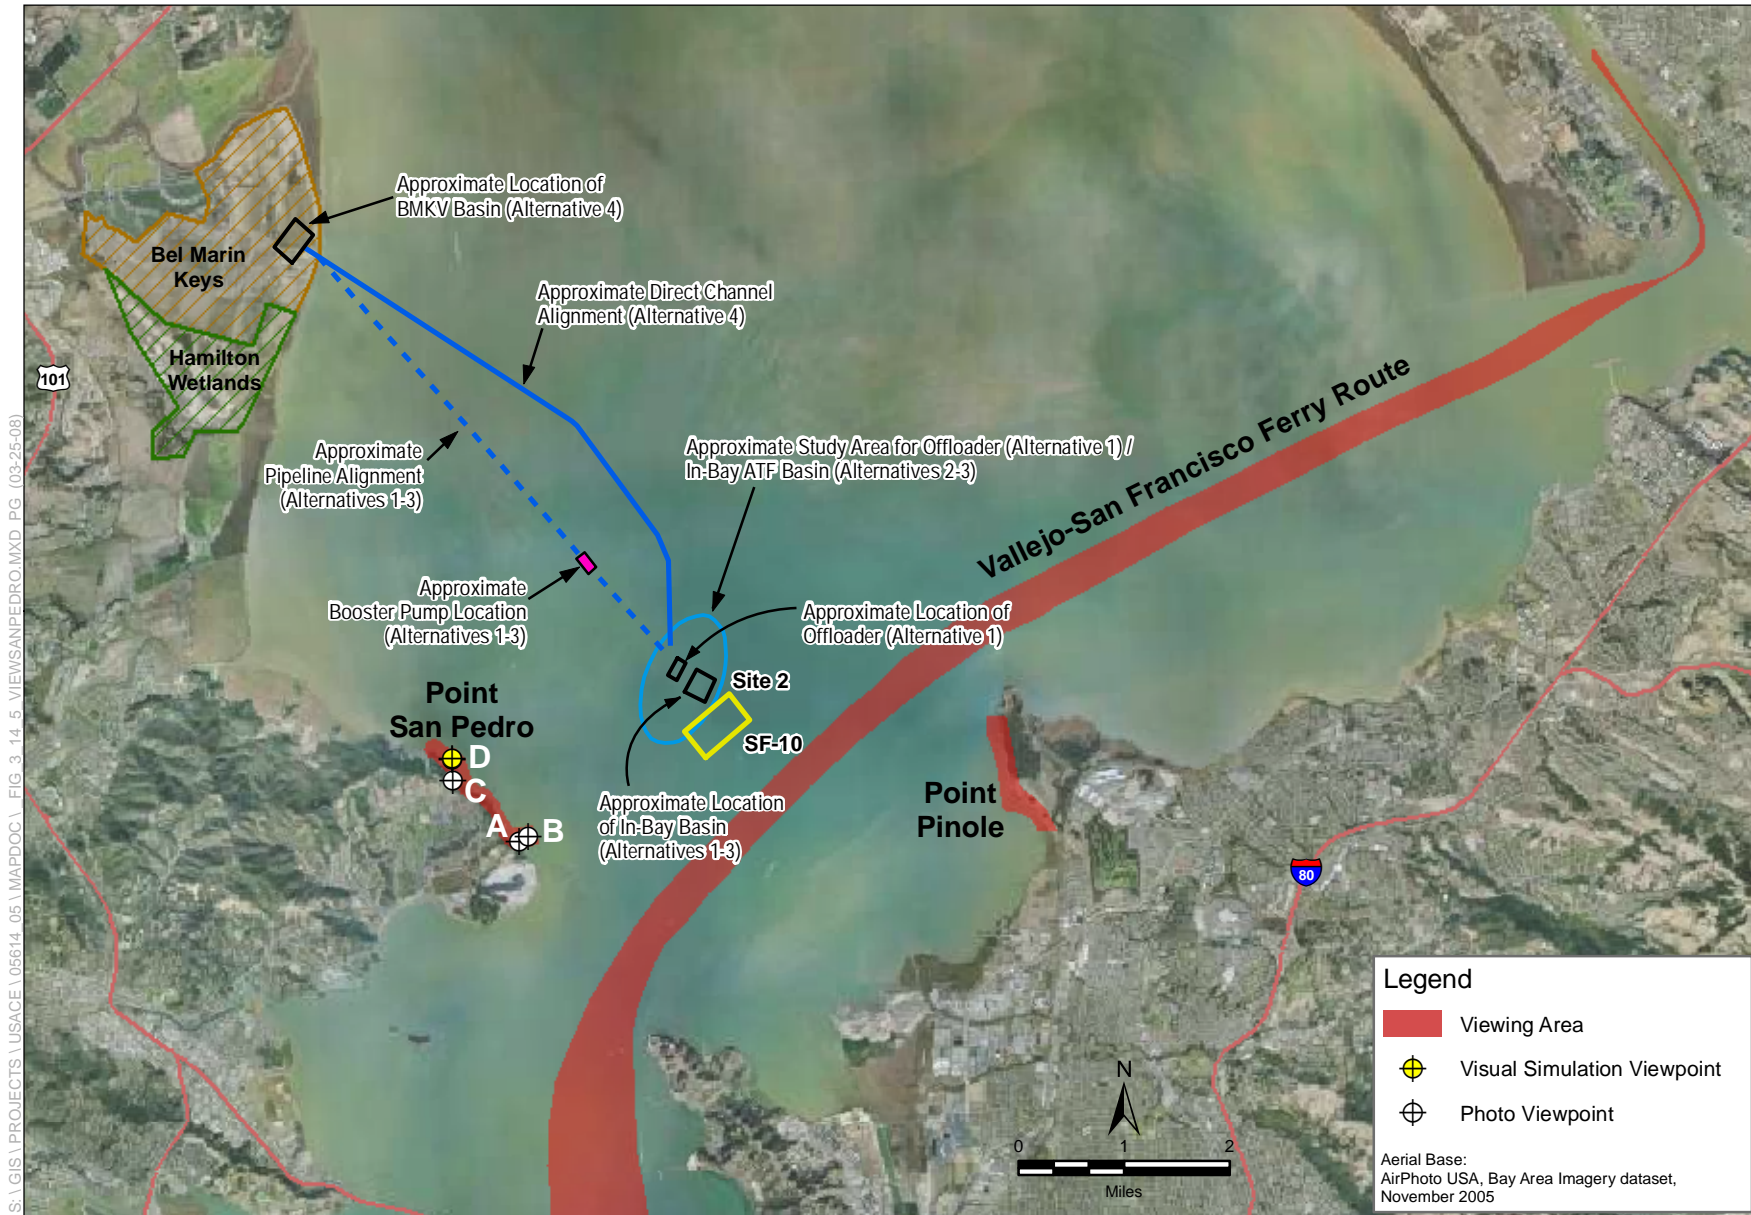 Approximate Location of
BMKV Basin (Alternative 4)
Bel Marin
Keys
Approximate Direct Channel
Alignment (Alternative 4)
Hamilton
Wetlands
101
Approximate
Pipeline Alignment
(Alternatives 1-3)
Approximate Study Area for Offloader (Alternative 1) /
In-Bay ATF Basin (Alternatives 2-3)
Vallejo-San Francisco Ferry Route
Approximate
Booster Pump Location
(Alternatives 1-3)
Approximate Location of
Offloader (Alternative 1)
Site 2
SF-10
Point
San Pedro
D
C
A
B
Approximate Location
of In-Bay Basin
(Alternatives 1-3)
Point
Pinole
80
N
0 1 2
Miles
Legend
Viewing Area
Visual Simulation Viewpoint
Photo Viewpoint
Aerial Base:
AirPhoto USA, Bay Area Imagery dataset,
November 2005
S: \ GIS \ PROJECTS \ USACE \ 05614_05 \ MAPDOC \ _FIG_3_14_5_VIEWSANPEDRO.MXD PG (03-25-08)